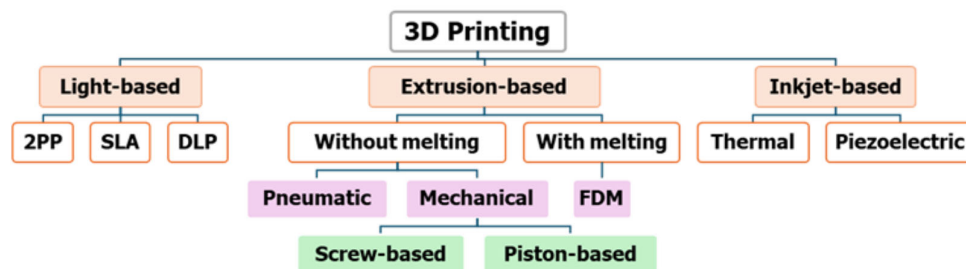 3D Printing
Light-based
Extrusion-based
Inkjet-based
2PP
SLA
DLP
Without melting
With melting
Thermal
Piezoelectric
Pneumatic
Mechanical
FDM
Screw-based
Piston-based